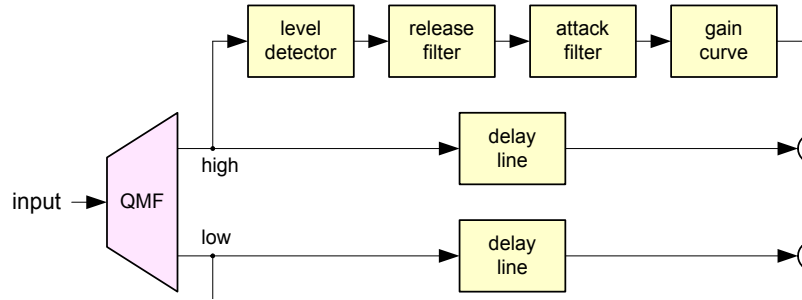 level
detector
release
filter
attack
filter
gain
curve
delay
line
high
input
QMF
low
delay
line